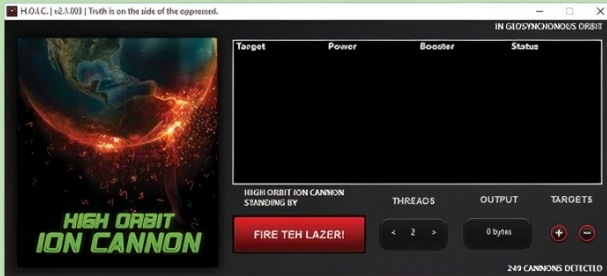 H.O.I.C. | v2.1.003 | Truth is on the side of the oppressed.
IN GEOSYNCHONOUS ORBIT
Target Power Booster Status
HIGH ORBIT
ION CANNON
HIGH ORBIT ION CANNON
STANDING BY
THREADS
OUTPUT
TARGETS
FIRE TEH LAZER!
< 2 >
0 bytes
+ -
249 CANNONS DETECTED